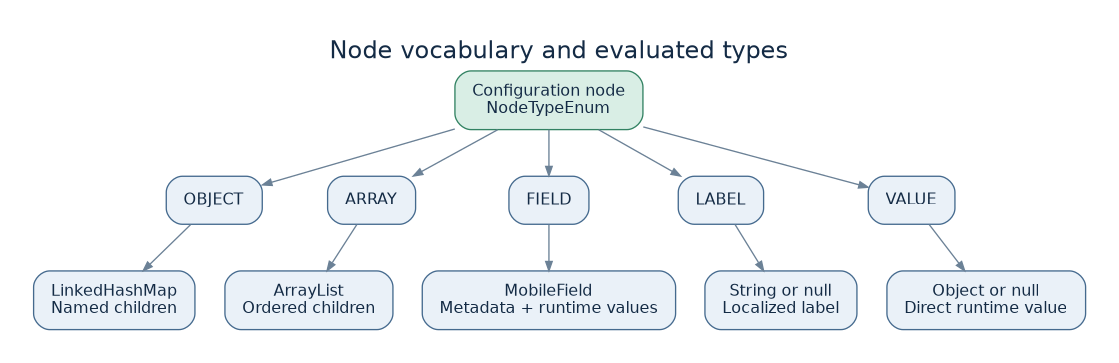 Node vocabulary and evaluated types
Configuration node
NodeTypeEnum
OBJECT
ARRAY
FIELD
LABEL
VALUE
LinkedHashMap
Named children
ArrayList
Ordered children
MobileField
Metadata + runtime values
String or null
Localized label
Object or null
Direct runtime value